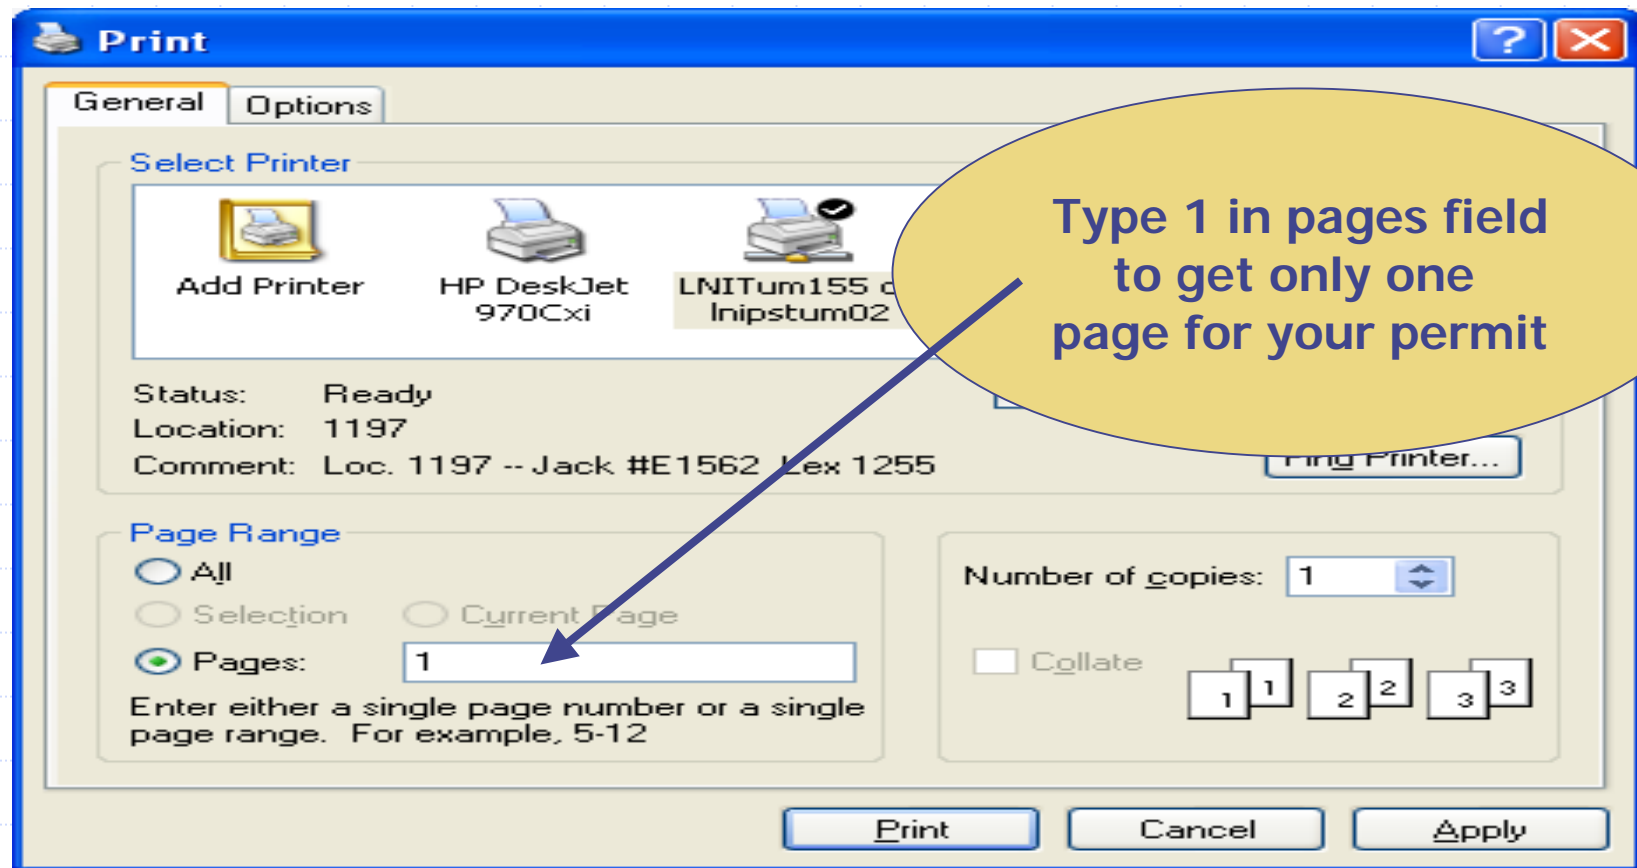 Print
General Options
Select Printer
Add Printer
HP DeskJet
970Cxi
LNITum155
lnipstum02
Type 1 in pages field
to get only one
page for your permit
Status: Ready
Location: 1197
Comment: Loc. 1197 -- Jack #E1562 Lex 1255
Printer...
Page Range
All
Selection Current Page
Pages: 1
Enter either a single page number or a single
page range. For example, 5-12
Number of copies: 1
Collate
1 1 2 2 3 3
Print Cancel Apply